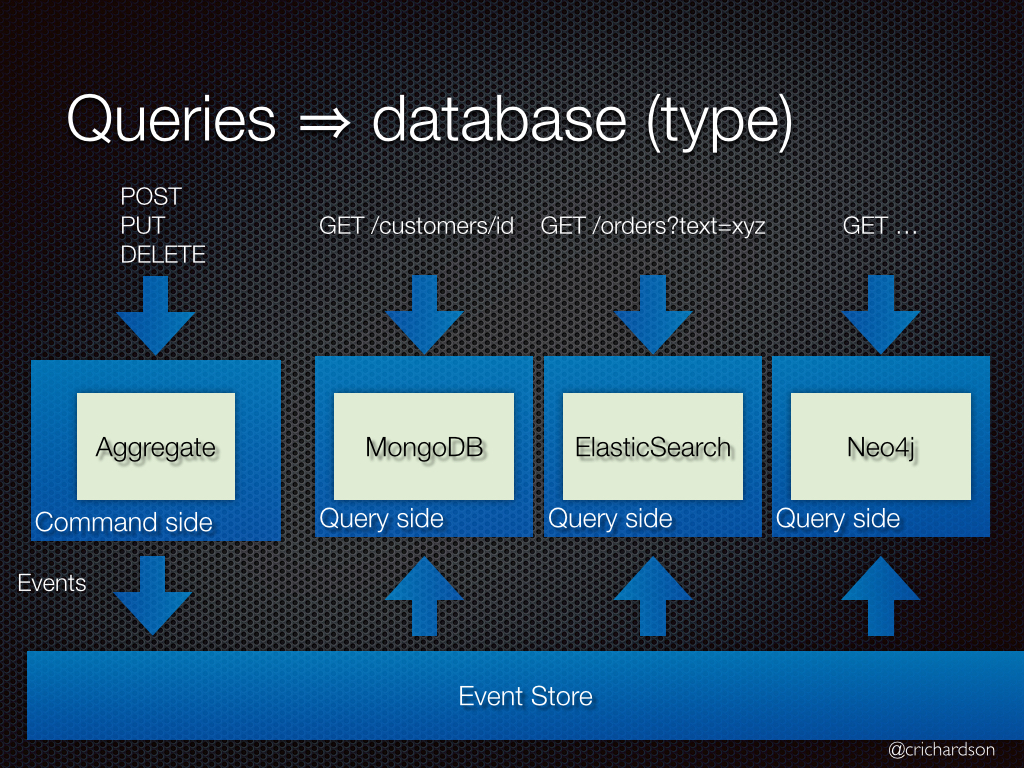 Queries ⇒ database (type)
POST
PUT
DELETE
GET /customers/id
GET /orders?text=xyz
GET …
Aggregate
MongoDB
ElasticSearch
Neo4j
Command side
Query side
Query side
Query side
Events
Event Store
@crichardson